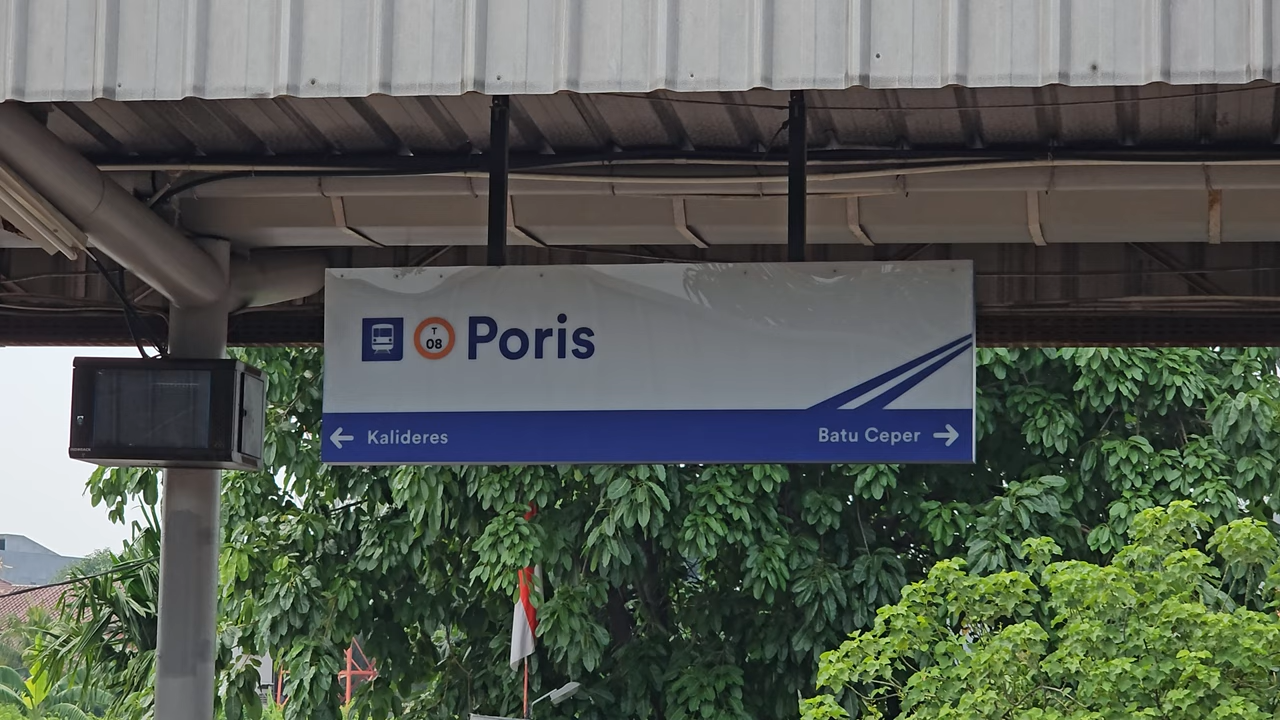 T
08
Poris
← Kalideres
Batu Ceper →